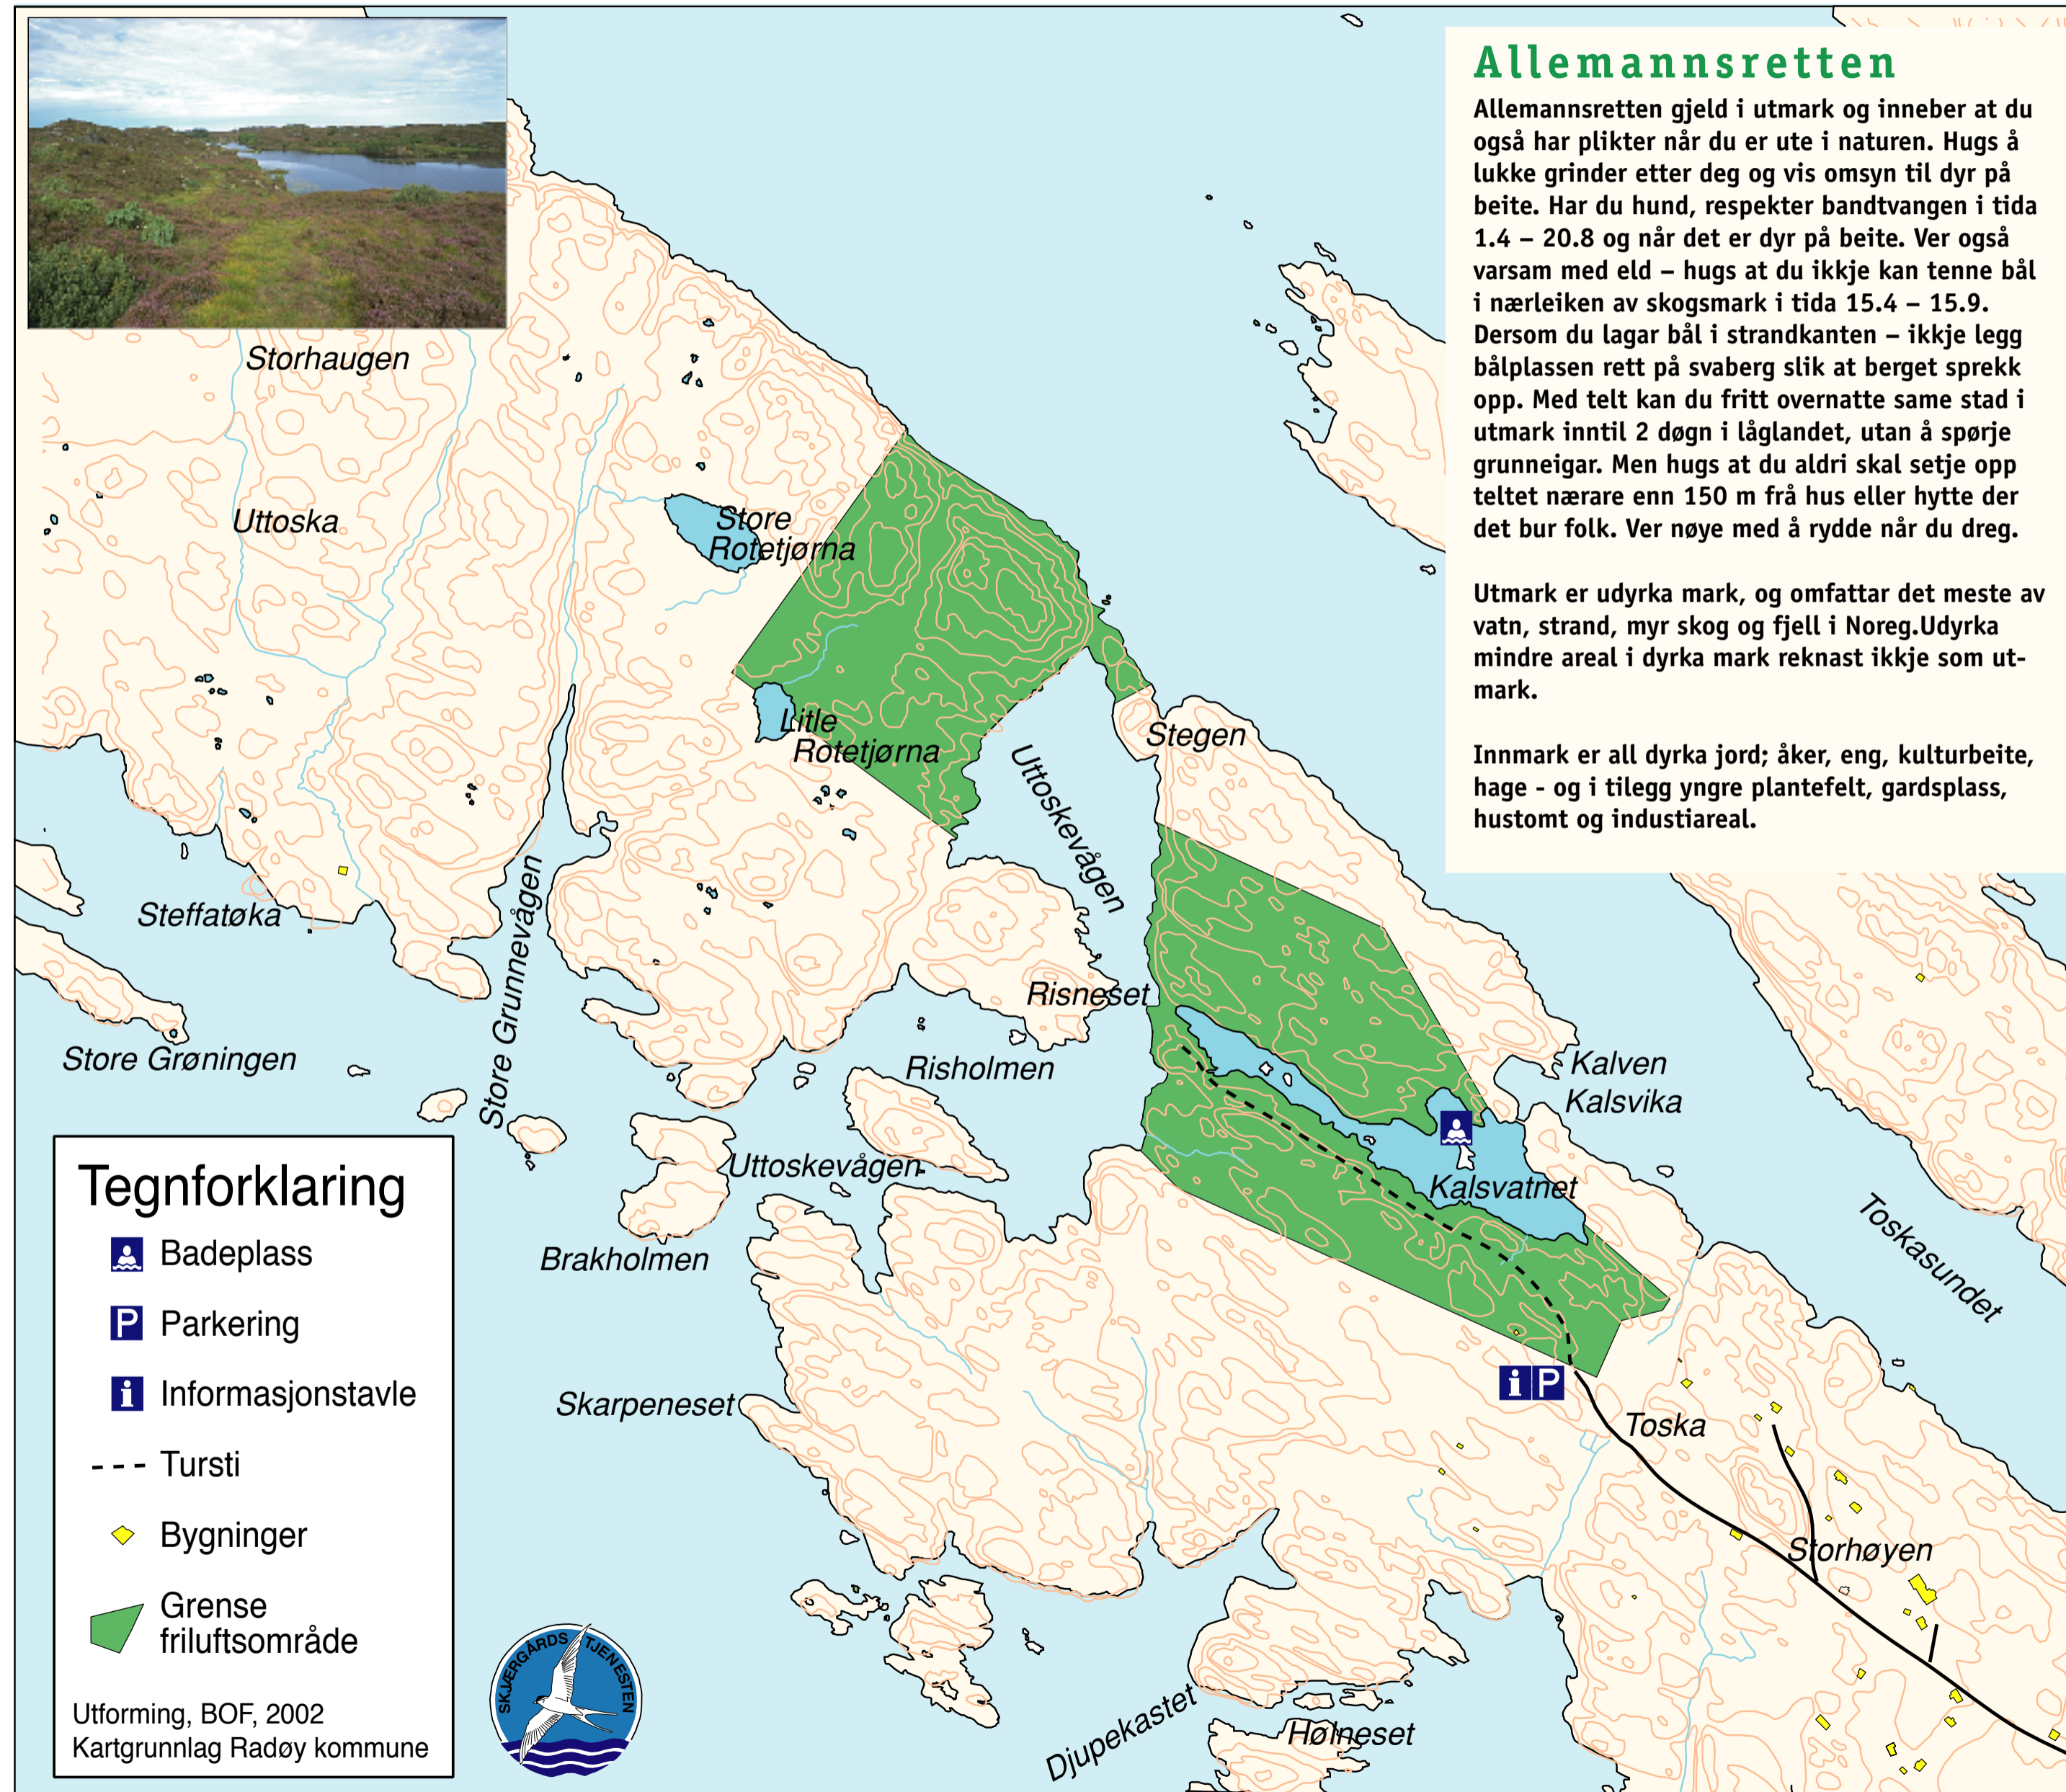 Allemannsretten
Allemannsretten gjeld i utmark og inneber at du
også har plikter når du er ute i naturen. Hugs å
lukke grinder etter deg og vis omsyn til dyr på
beite. Har du hund, respekter bandtvangen i tida
1.4 – 20.8 og når det er dyr på beite. Ver også
varsam med eld – hugs at du ikkje kan tenne bål
i nærleiken av skogsmark i tida 15.4 – 15.9.
Dersom du lagar bål i strandkanten – ikkje legg
bålplassen rett på svaberg slik at berget sprekk
opp. Med telt kan du fritt overnatte same stad i
utmark inntil 2 døgn i låglandet, utan å spørje
grunneigar. Men hugs at du aldri skal setje opp
teltet nærare enn 150 m frå hus eller hytte der
det bur folk. Ver nøye med å rydde når du dreg.
Utmark er udyrka mark, og omfattar det meste av
vatn, strand, myr skog og fjell i Noreg.Udyrka
mindre areal i dyrka mark reknast ikkje som ut-
mark.
Innmark er all dyrka jord; åker, eng, kulturbeite,
hage - og i tilegg yngre plantefelt, gardsplass,
hustomt og industiareal.
Storhaugen
Uttoska
Store
Rotetjørna
Litle
Rotetjørna
Stegen
Uttoskevågen
Steffatøka
Store Grunnevågen
Risneset
Store Grøningen
Risholmen
Kalven
Kalsvika
Uttoskevågen
Kalsvatnet
Brakholmen
Toskasundet
Skarpeneset
i P
Toska
Storhøyen
Djupekastet
Hølneset
Tegnforklaring
Badeplass
P Parkering
i Informasjonstavle
Tursti
Bygninger
Grense
friluftsområde
Utforming, BOF, 2002
Kartgrunnlag Radøy kommune
SKJÆRGÅRDS TJENESTEN